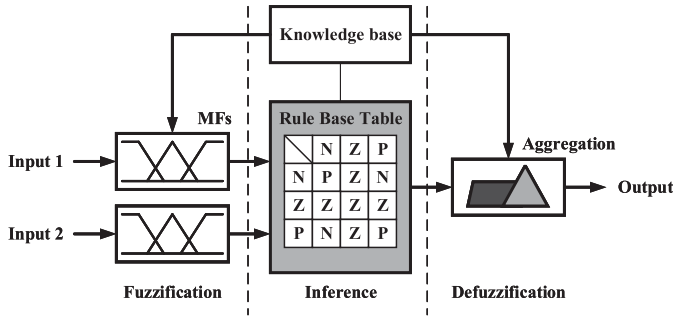 Knowledge base
MFs
Rule Base Table
N Z P
N P Z N
Z Z Z Z
P N Z P
Aggregation
Input 1
Input 2
Output
Fuzzification
Inference
Defuzzification